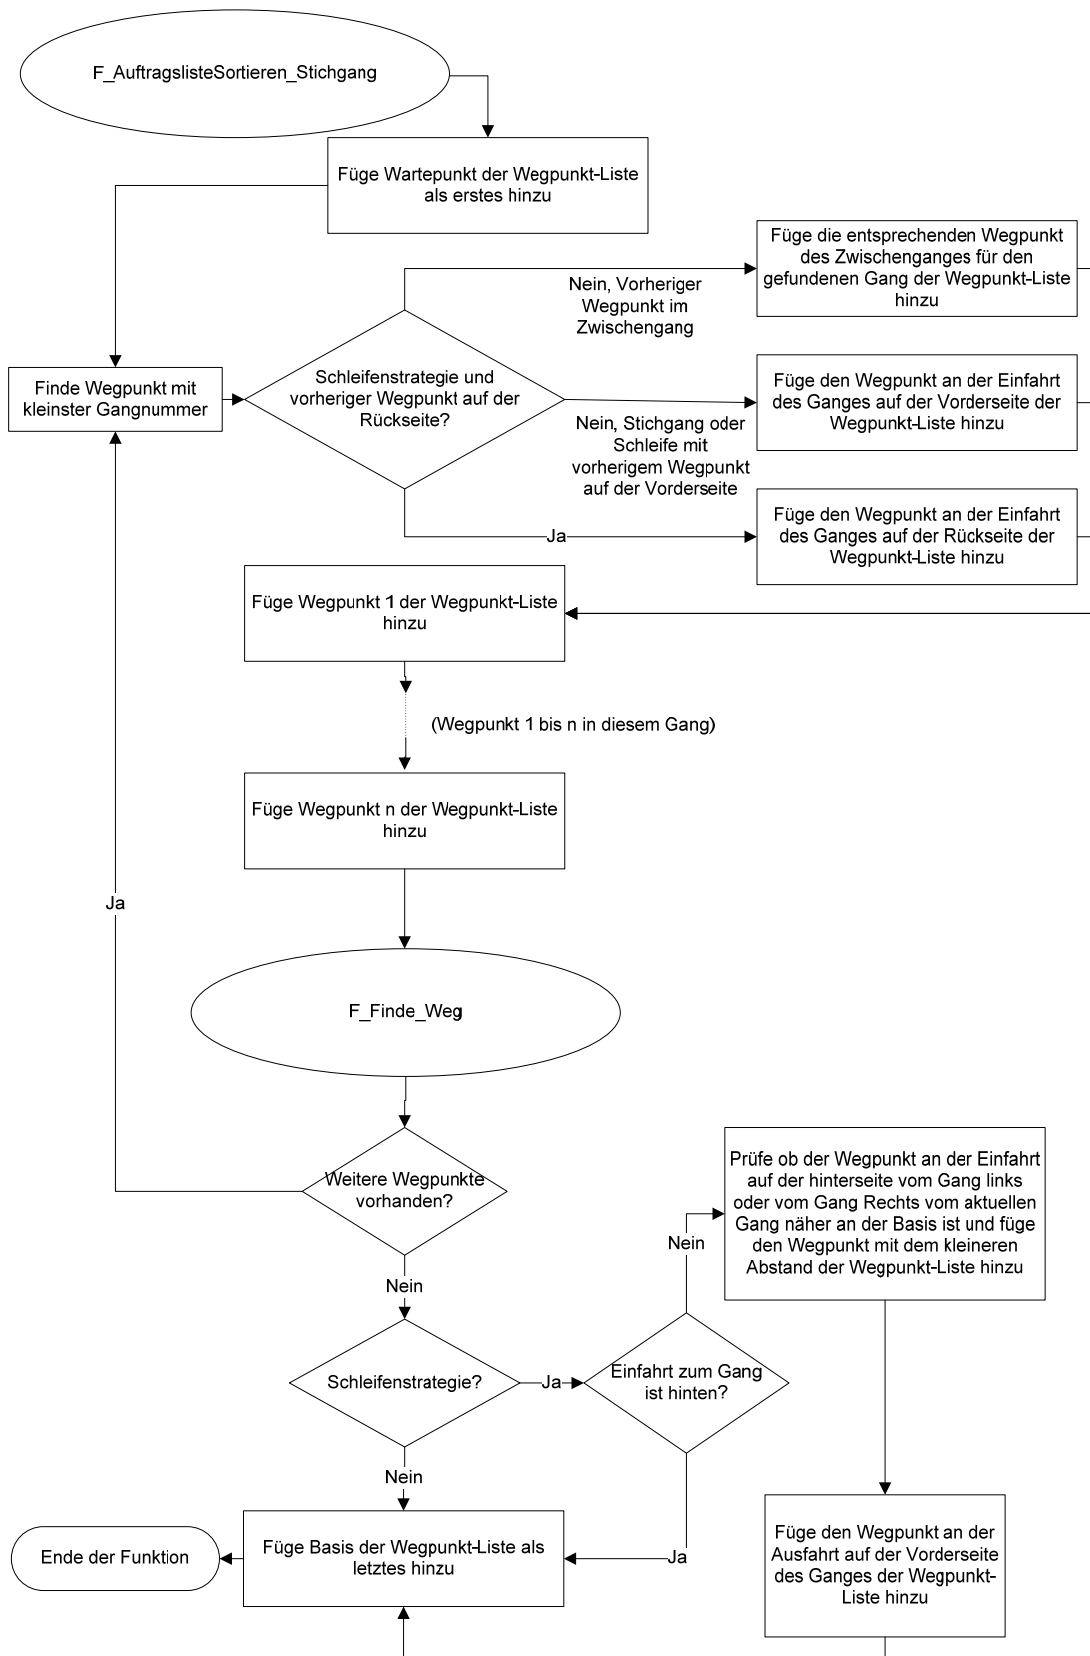 F_AuftragslisteSortieren_Stichgang
Füge Wartepunkt der Wegpunkt-Liste
als erstes hinzu
Füge die entsprechenden Wegpunkt
des Zwischenganges für den
gefundenen Gang der Wegpunkt-Liste
hinzu
Nein, Vorheriger
Wegpunkt im
Zwischengang
Finde Wegpunkt mit
kleinster Gangnummer
Schleifenstrategie und
vorheriger Wegpunkt auf der
Rückseite?
Füge den Wegpunkt an der Einfahrt
des Ganges auf der Vorderseite der
Wegpunkt-Liste hinzu
Nein, Stichgang oder
Schleife mit
vorherigem Wegpunkt
auf der Vorderseite
Ja
Füge den Wegpunkt an der Einfahrt
des Ganges auf der Rückseite der
Wegpunkt-Liste hinzu
Füge Wegpunkt 1 der Wegpunkt-Liste
hinzu
(Wegpunkt 1 bis n in diesem Gang)
Füge Wegpunkt n der Wegpunkt-Liste
hinzu
Ja
F_Finde_Weg
Weitere Wegpunkte
vorhanden?
Nein
Prüfe ob der Wegpunkt an der Einfahrt
auf der hinterseite vom Gang links
oder vom Gang Rechts vom aktuellen
Gang näher an der Basis ist und füge
den Wegpunkt mit dem kleineren
Abstand der Wegpunkt-Liste hinzu
Nein
Schleifenstrategie?
Ja
Einfahrt zum Gang
ist hinten?
Nein
Ja
Füge Basis der Wegpunkt-Liste als
letztes hinzu
Ende der Funktion
Füge den Wegpunkt an der
Ausfahrt auf der Vorderseite
des Ganges der Wegpunkt-
Liste hinzu